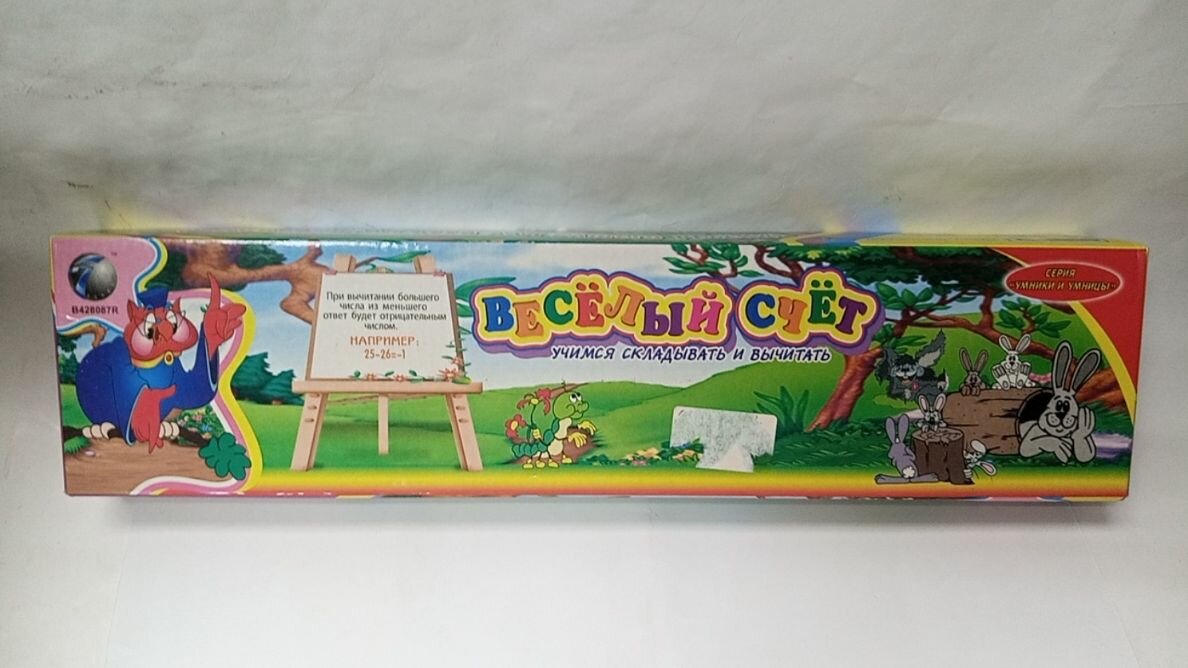 B428087R
При вычитании большего
числа из меньшего
ответ будет отрицательным
числом.
НАПРИМЕР:
25-26=-1
ВЕСЁЛЫЙ СЧЁТ
УЧИМСЯ СКЛАДЫВАТЬ И ВЫЧИТАТЬ
СЕРИЯ
"УМНИКИ И УМНИЦЫ"